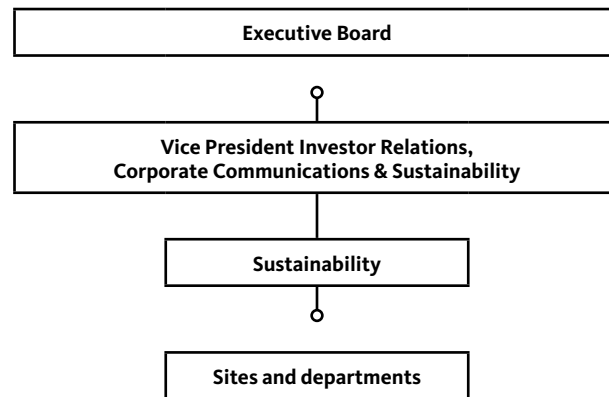 Executive Board
Vice President Investor Relations,
Corporate Communications & Sustainability
Sustainability
Sites and departments